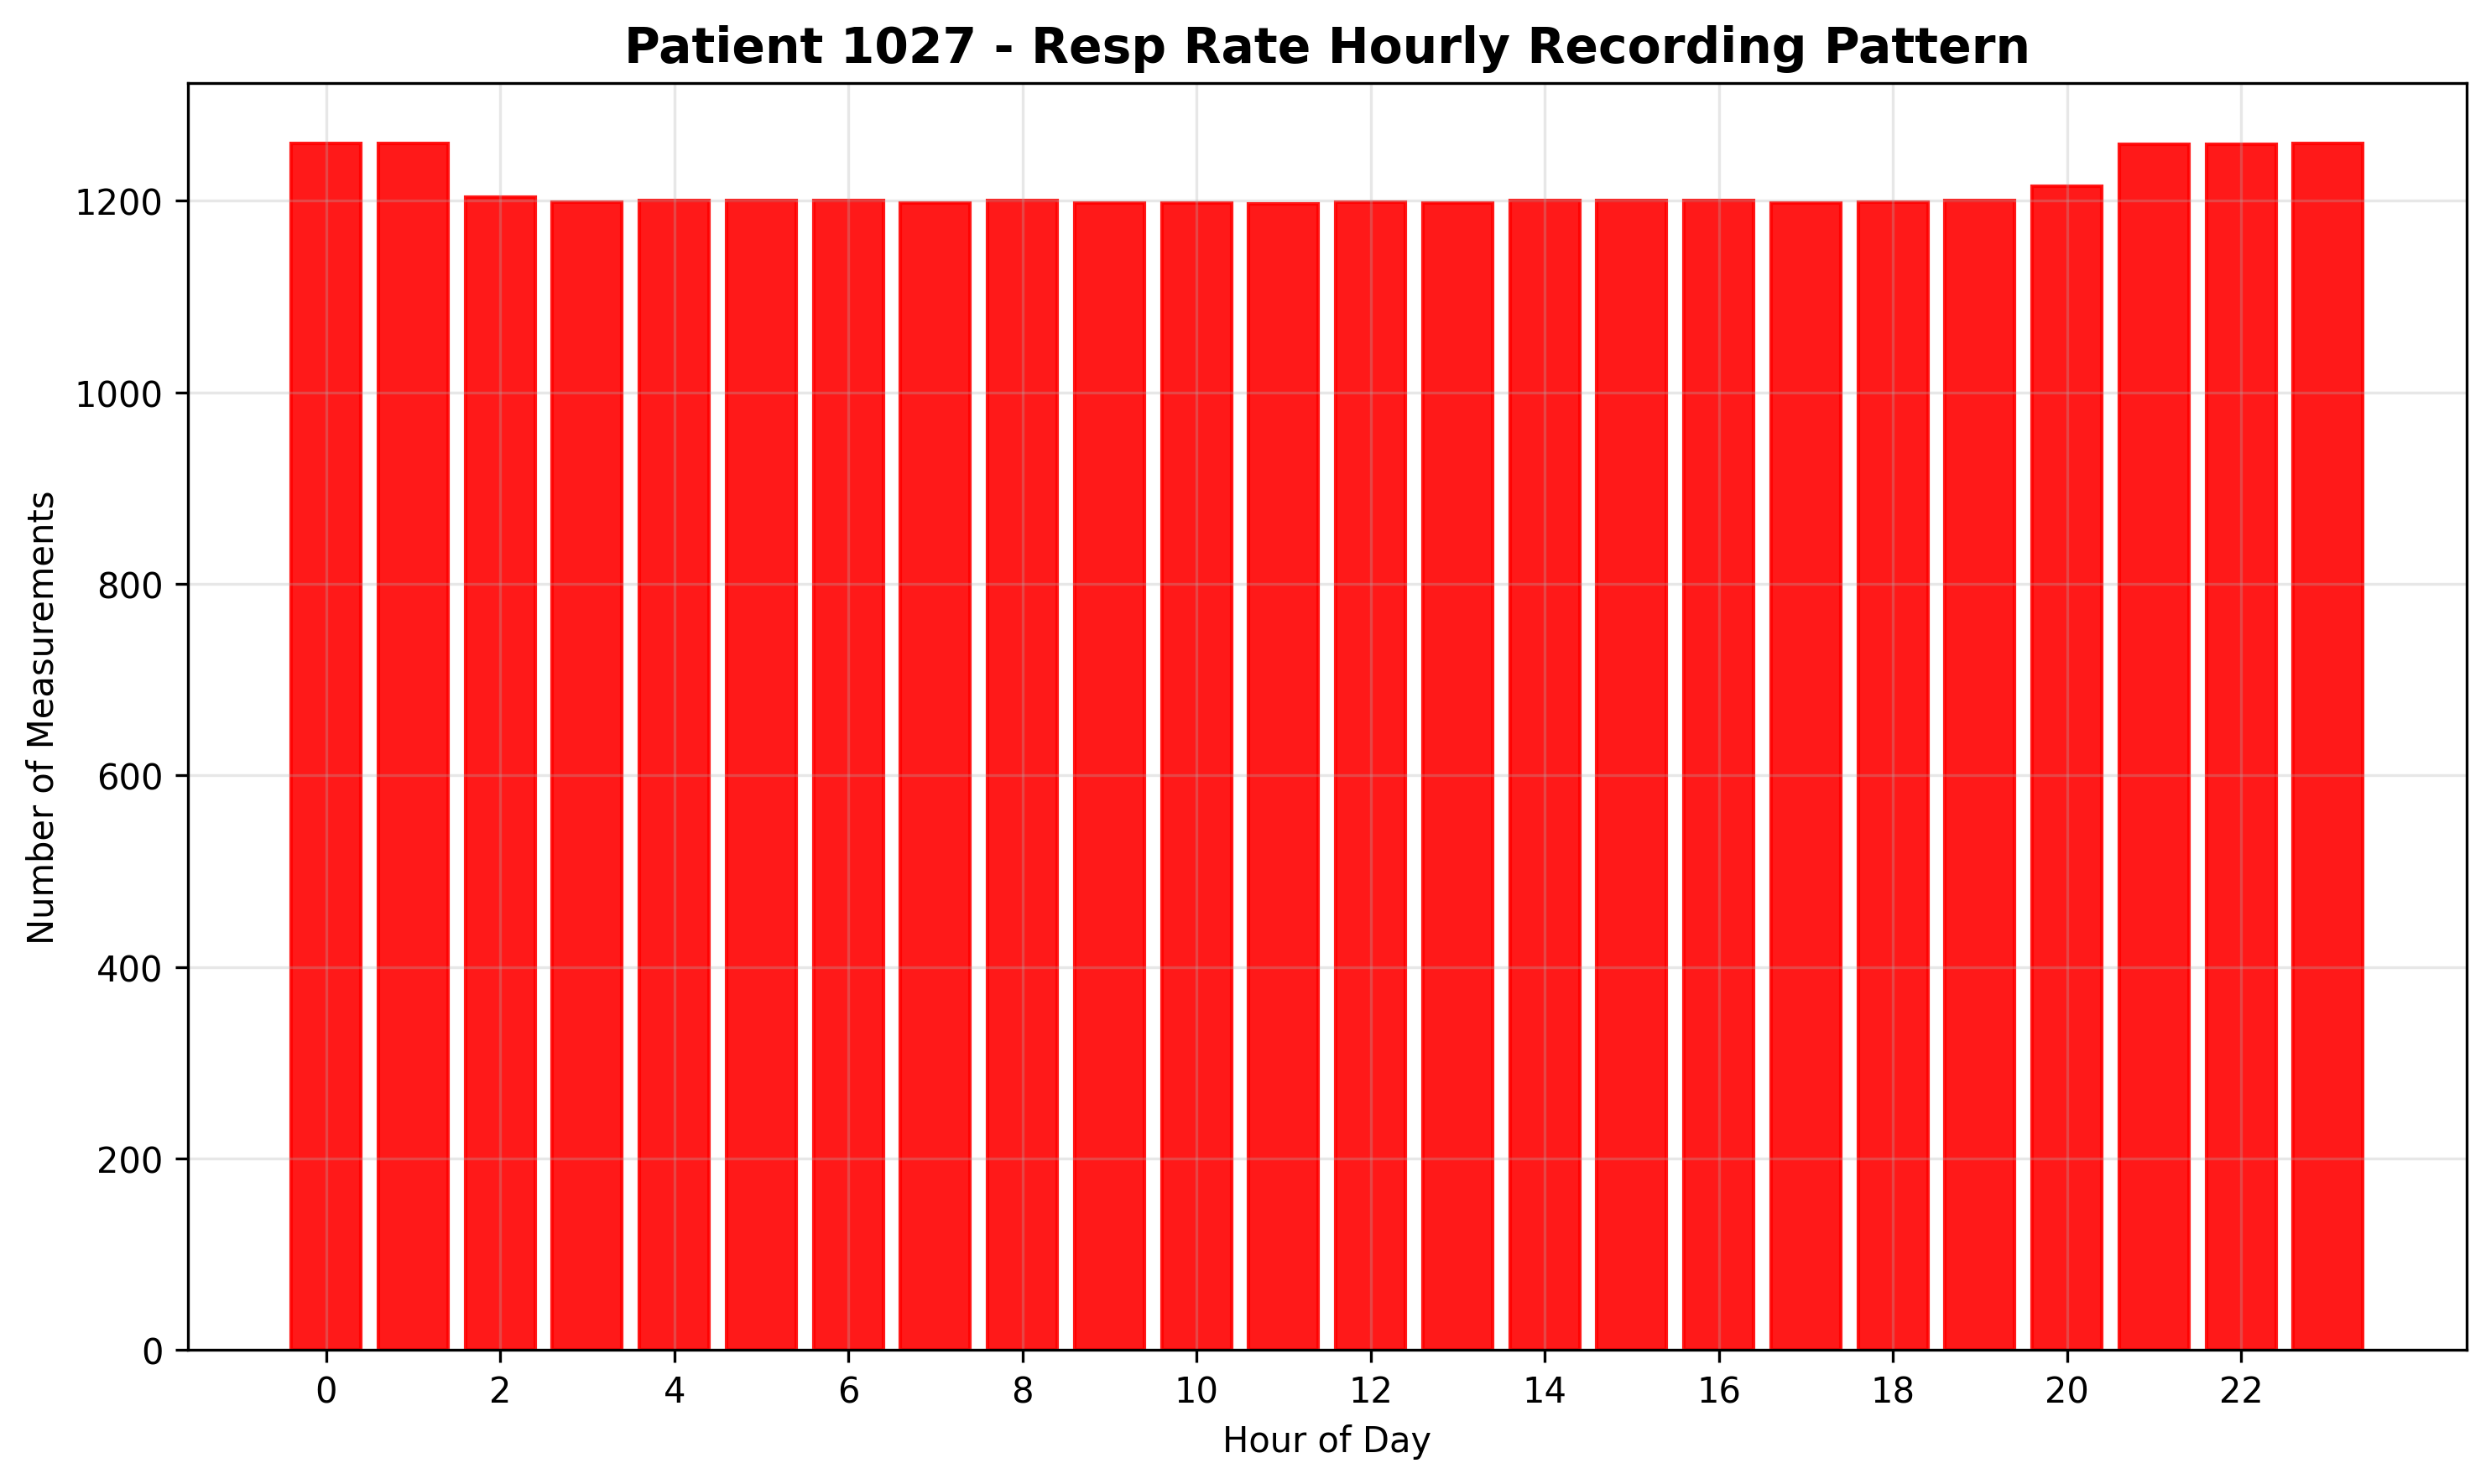 Patient 1027 - Resp Rate Hourly Recording Pattern
Number of Measurements
1200
1000
800
600
400
200
0
0 2 4 6 8 10 12 14 16 18 20 22
Hour of Day